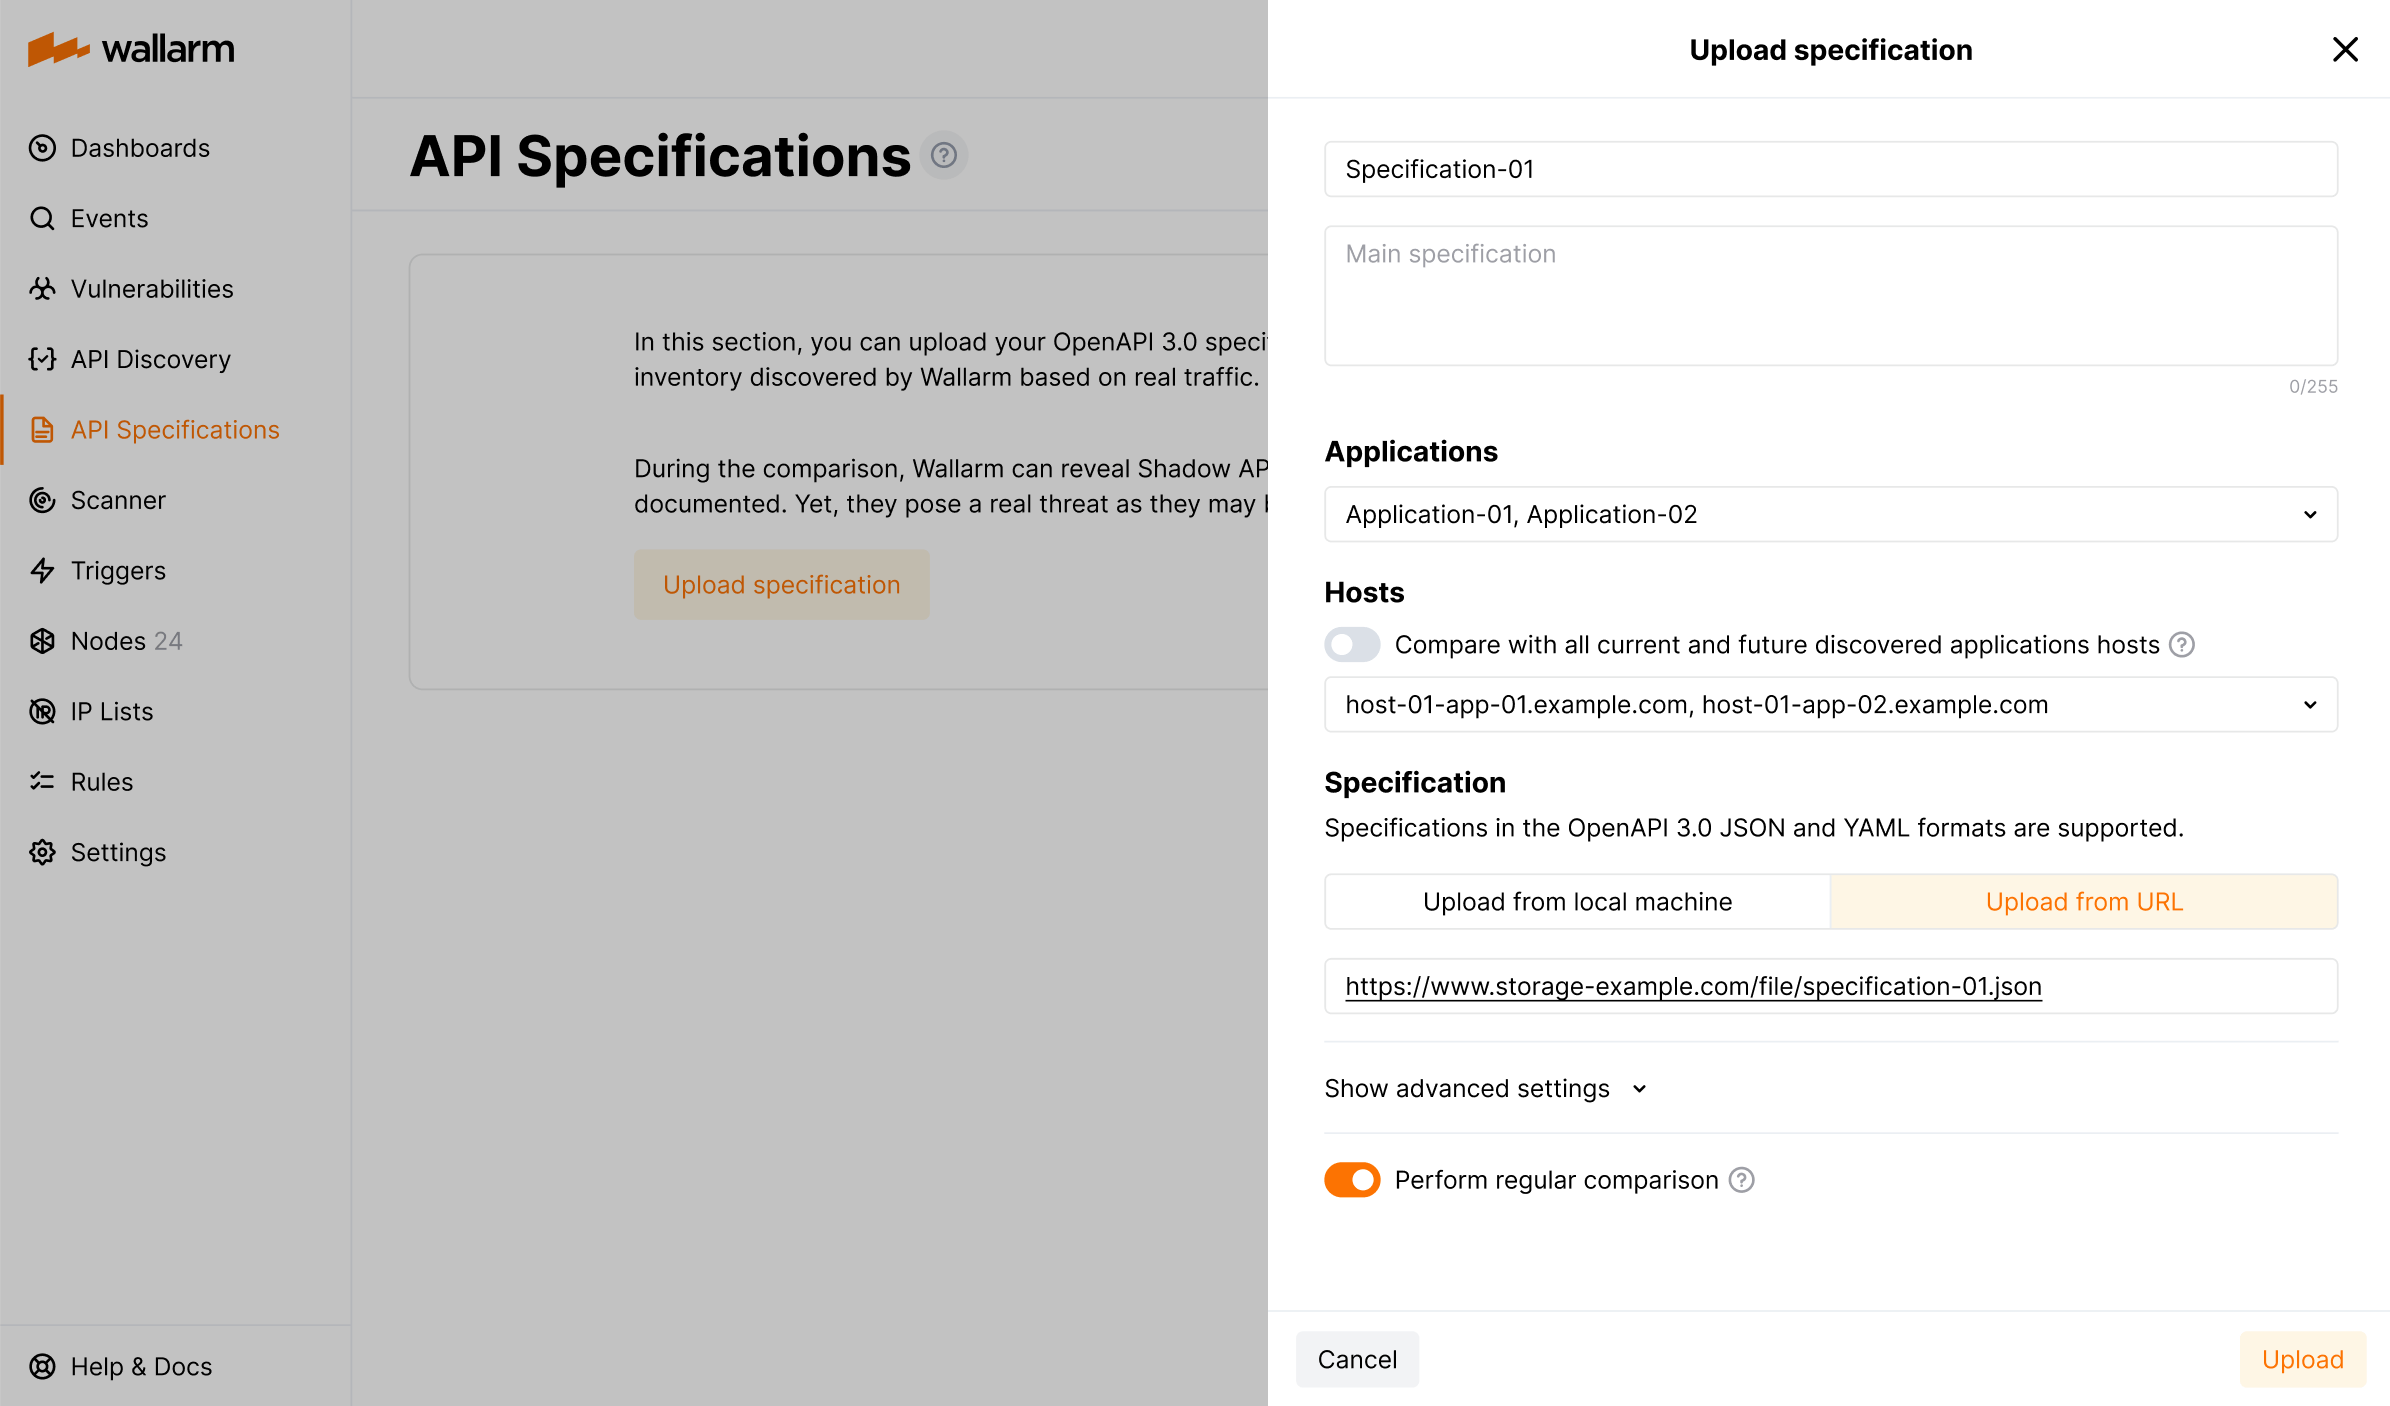 wallarm
Dashboards
Events
Vulnerabilities
API Discovery
API Specifications
Scanner
Triggers
Nodes 24
IP Lists
Rules
Settings
Help & Docs
API Specifications
?
In this section, you can upload your OpenAPI 3.0 speci
inventory discovered by Wallarm based on real traffic.
During the comparison, Wallarm can reveal Shadow AP
documented. Yet, they pose a real threat as they may
Upload specification
Upload specification
Specification-01
Main specification
0/255
Applications
Application-01, Application-02
Hosts
Compare with all current and future discovered applications hosts ?
host-01-app-01.example.com, host-01-app-02.example.com
Specification
Specifications in the OpenAPI 3.0 JSON and YAML formats are supported.
Upload from local machine
Upload from URL
https://www.storage-example.com/file/specification-01.json
Show advanced settings
Perform regular comparison ?
Cancel
Upload